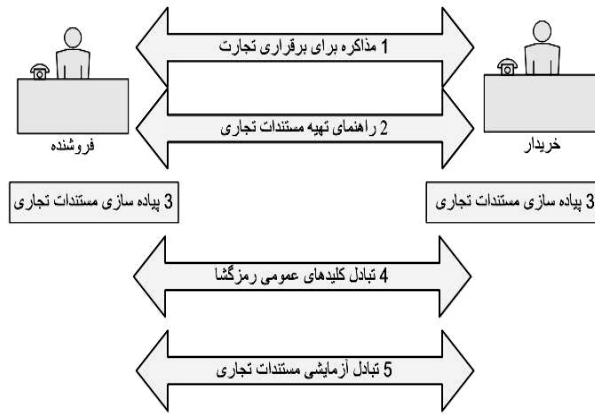 1 مذاکره برای برقراری تجارت
2 راهنمای تهیه مستندات تجاری
فروشنده
خریدار
3 پیاده سازی مستندات تجاری
3 پیاده سازی مستندات تجاری
4 تبادل کلیدهای عمومی رمزگشا
5 تبادل آزمایشی مستندات تجاری